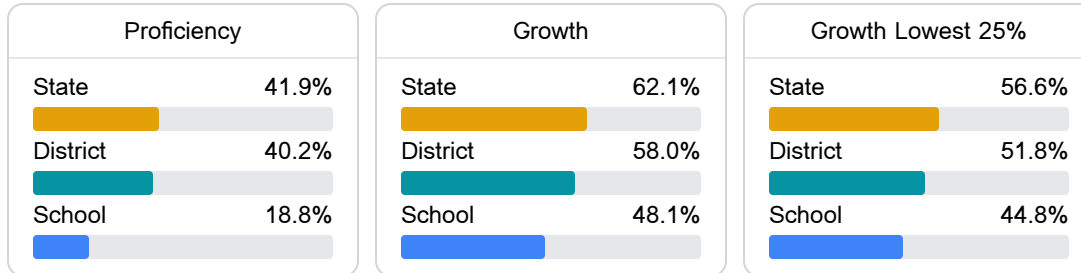 Proficiency
State 41.9%
District 40.2%
School 18.8%
Growth
State 62.1%
District 58.0%
School 48.1%
Growth Lowest 25%
State 56.6%
District 51.8%
School 44.8%